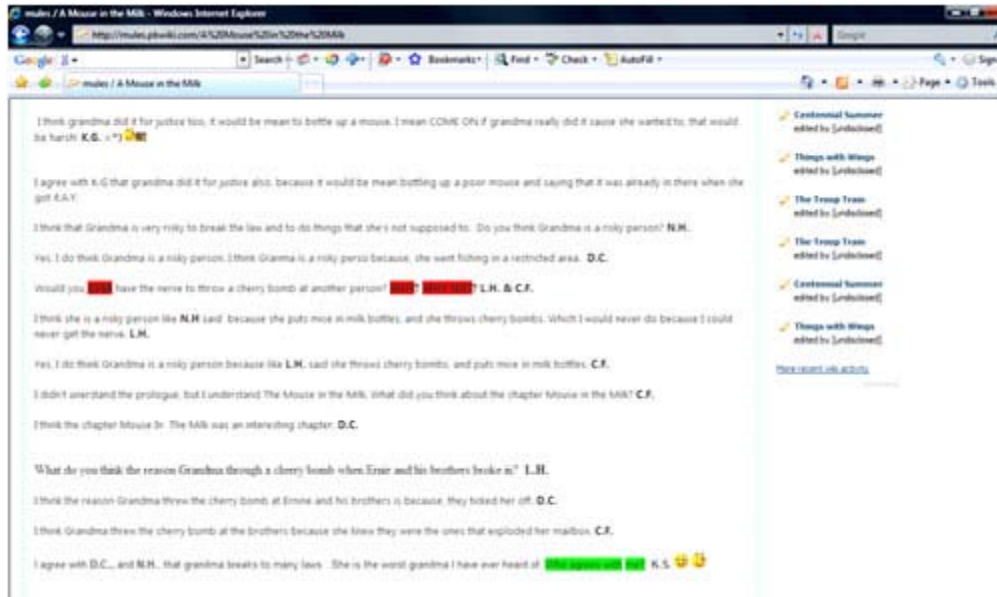 mules / A Mouse in the Milk - Windows Internet Explorer
http://mules.pbwiki.com/A%20Mouse%20in%20the%20Milk
Google
Google
Search
Bookmarks
Find
Check
AutoFill
Sign
mules / A Mouse in the Milk
Page
Tools
I think grandma did it for justice too, it would be mean to bottle up a mouse. I mean COME ON if grandma really did it cause she wanted to, that would
be harsh! K.G. =*)
I agree with K.G that grandma did it for justice also, because it would be mean bottling up a poor mouse and saying that it was already in there when she
got it.A.Y.
I think that Grandma is very risky to break the law and to do things that she's not supposed to. Do you think Grandma is a risky person? N.H.
Yes, I do think Grandma is a risky person. I think Granma is a risky perso because, she went fishing in a restricted area. D.C.
Would you have the nerve to throw a cherry bomb at another person? L.H. & C.F.
I think she is a risky person like N.H said because she puts mice in milk bottles, and she throws cherry bombs. Which I would never do because I could
never get the nerve. L.H.
Yes, I do think Grandma is a risky person because like L.H. said she throws cherry bombs, and puts mice in milk bottles. C.F.
I didn't unerstand the prologue, but I understand The Mouse in the Milk. What did you think about the chapter Mouse in the Milk? C.F.
I think the chapter Mouse In The Milk was an interesting chapter. D.C.
What do you think the reason Grandma through a cherry bomb when Ernie and his brothers broke in? L.H.
I think the reason Grandma threw the cherry bomb at Ernine and his brothers is because, they ticked her off. D.C.
I think Grandma threw the cherry bomb at the brothers because she knew they were the ones that exploded her mailbox. C.F.
I agree with D.C., and N.H., that grandma breaks to many laws. She is the worst grandma I have ever heard of. Who agrees with me? K.S.
Centennial Summer
edited by [undisclosed]
Things with Wings
edited by [undisclosed]
The Troop Train
edited by [undisclosed]
The Troop Train
edited by [undisclosed]
Centennial Summer
edited by [undisclosed]
Things with Wings
edited by [undisclosed]
More recent wiki activity